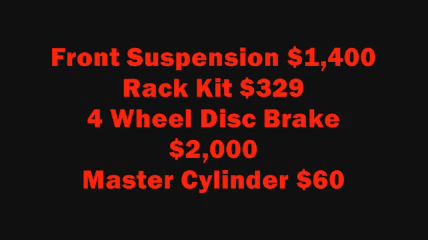 Front Suspension $1,400
Rack Kit $329
4 Wheel Disc Brake
$2,000
Master Cylinder $60